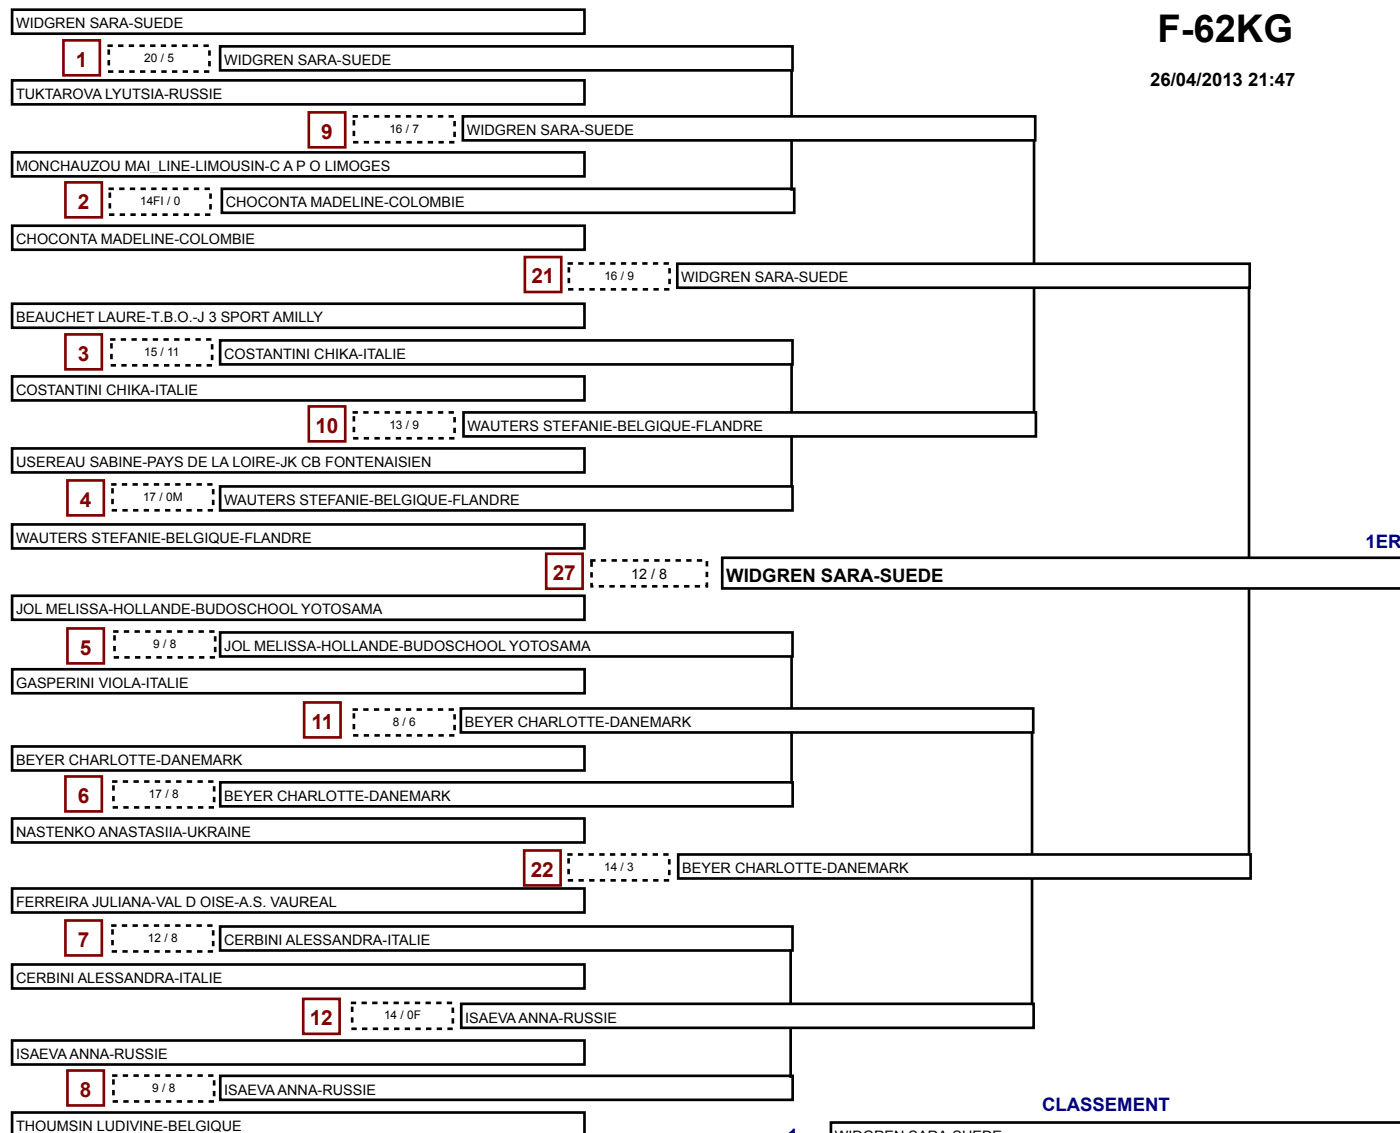 WIDGREN SARA-SUEDE
F-62KG
1 20 / 5 WIDGREN SARA-SUEDE
26/04/2013 21:47
TUKTAROVA LYUTSIA-RUSSIE
9 16 / 7 WIDGREN SARA-SUEDE
MONCHAUZOU MAI_LINE-LIMOUSIN-C A P O LIMOGES
2 14FI / 0 CHOCONTA MADELINE-COLOMBIE
CHOCONTA MADELINE-COLOMBIE
21 16 / 9 WIDGREN SARA-SUEDE
BEAUCHET LAURE-T.B.O.-J 3 SPORT AMILLY
3 15 / 11 COSTANTINI CHIKA-ITALIE
COSTANTINI CHIKA-ITALIE
10 13 / 9 WAUTERS STEFANIE-BELGIQUE-FLANDRE
USEREAU SABINE-PAYS DE LA LOIRE-JK CB FONTENAISIEN
4 17 / 0M WAUTERS STEFANIE-BELGIQUE-FLANDRE
WAUTERS STEFANIE-BELGIQUE-FLANDRE
1ER
27 12 / 8 WIDGREN SARA-SUEDE
JOL MELISSA-HOLLANDE-BUDOSCHOOL YOTOSAMA
5 9 / 8 JOL MELISSA-HOLLANDE-BUDOSCHOOL YOTOSAMA
GASPERINI VIOLA-ITALIE
11 8 / 6 BEYER CHARLOTTE-DANEMARK
BEYER CHARLOTTE-DANEMARK
6 17 / 8 BEYER CHARLOTTE-DANEMARK
NASTENKO ANASTASIIA-UKRAINE
22 14 / 3 BEYER CHARLOTTE-DANEMARK
FERREIRA JULIANA-VAL D OISE-A.S. VAUREAL
7 12 / 8 CERBINI ALESSANDRA-ITALIE
CERBINI ALESSANDRA-ITALIE
12 14 / 0F ISAEVA ANNA-RUSSIE
ISAEVA ANNA-RUSSIE
8 9 / 8 ISAEVA ANNA-RUSSIE
CLASSEMENT
THOUMSIN LUDIVINE-BELGIQUE
1 WIDGREN SARA-SUEDE